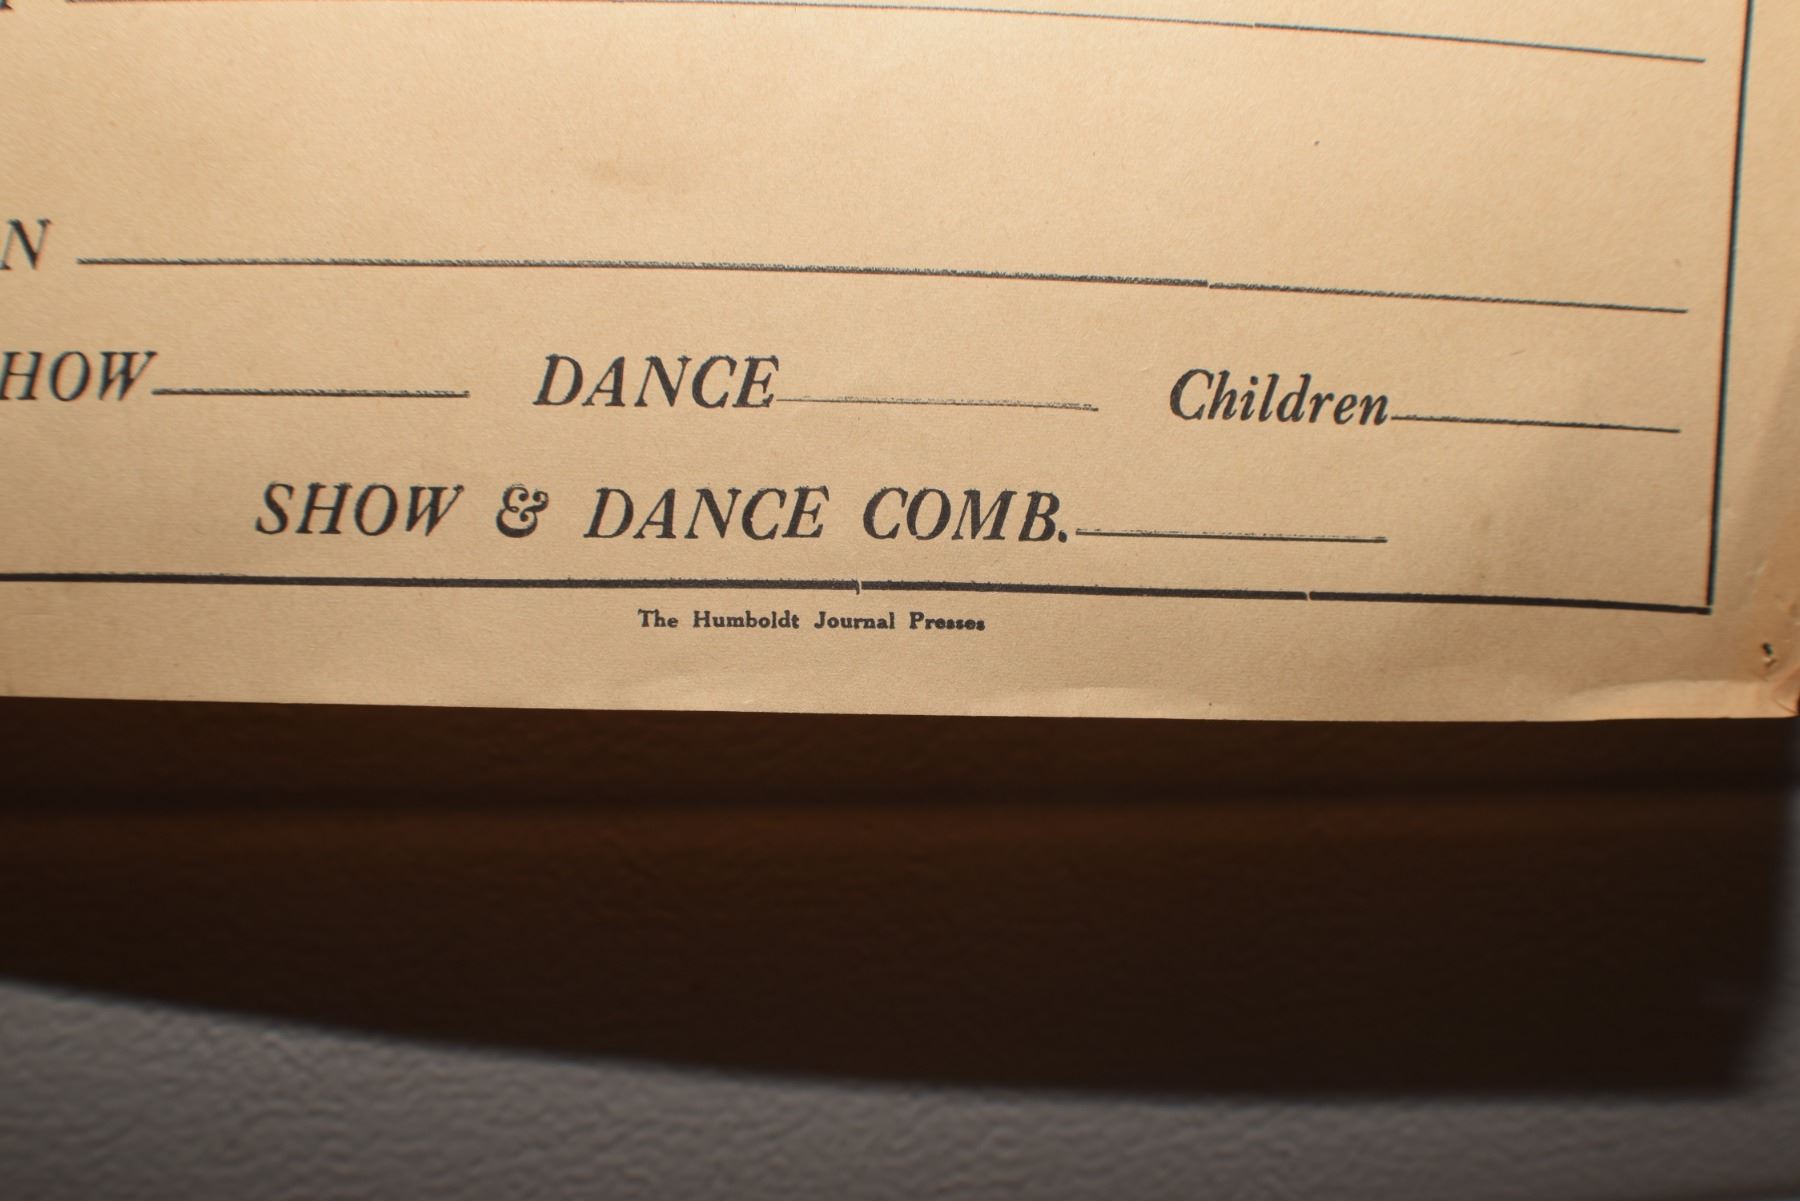 N
HOW DANCE Children
SHOW & DANCE COMB.
The Humboldt Journal Presses